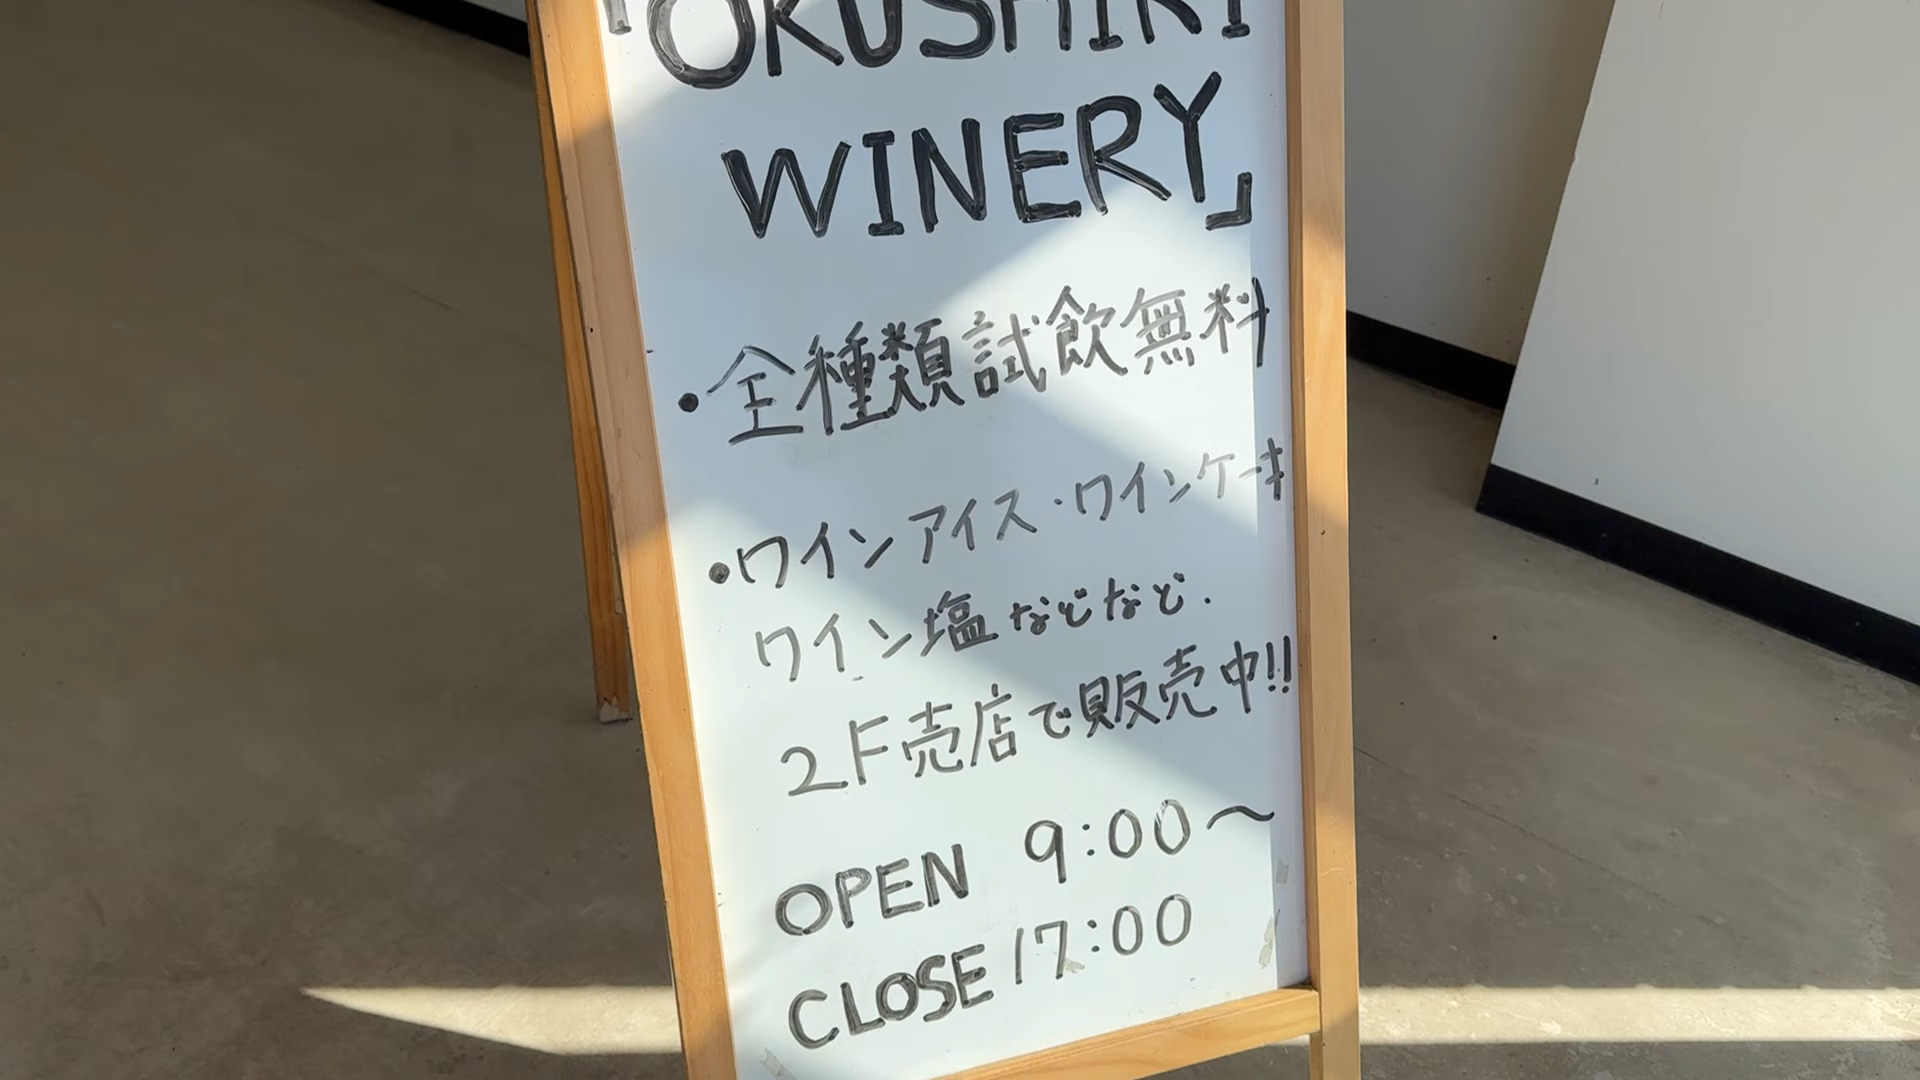 「OKUSHIRI
WINERY」
・全種類試飲無料
・ワインアイス・ワインケーキ
ワイン塩などなど.
2F売店で販売中!!
OPEN 9:00〜
CLOSE 17:00